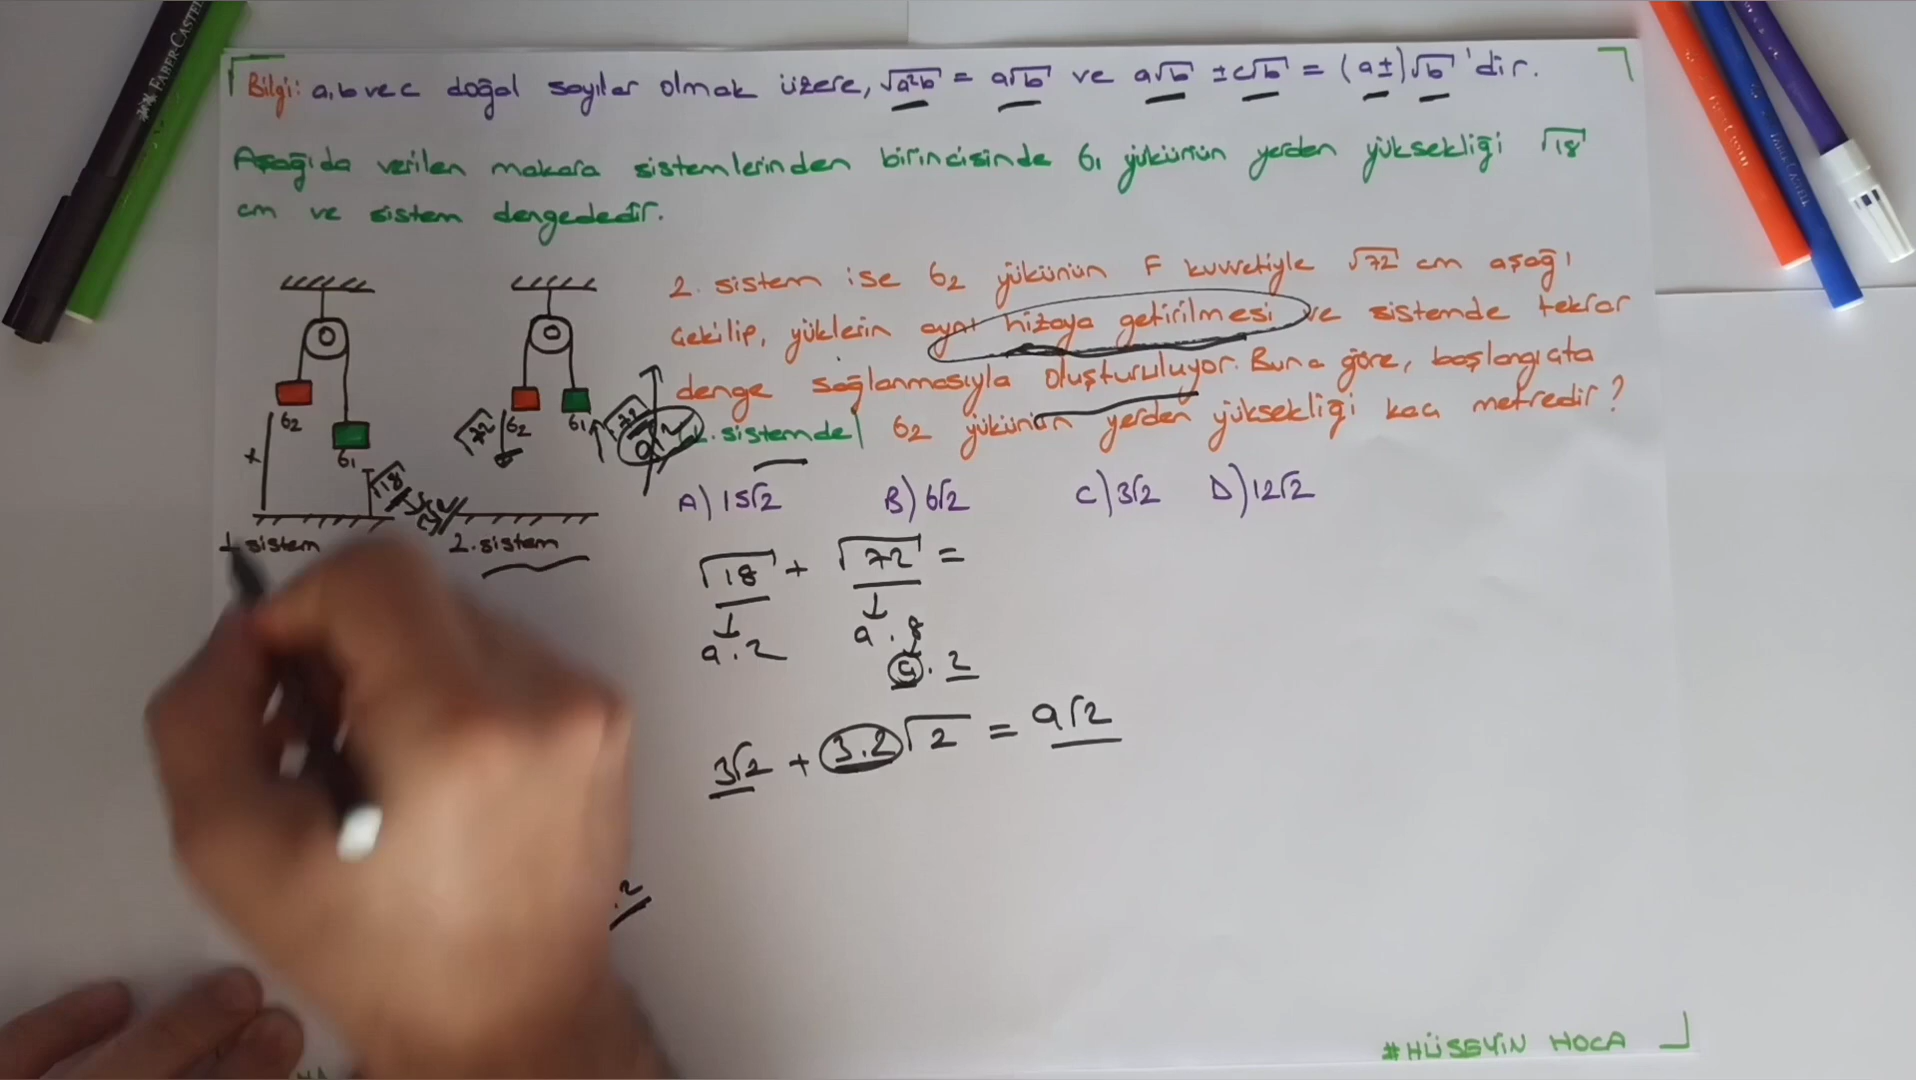 Bilgi: a,b ve c doğal sayılar olmak üzere, √a²b = a√b ve a√b ± c√b = (a±)√b 'dir.
Aşağıda verilen makara sistemlerinden birincisinde G₁ yükünün yerden yüksekliği √18
cm ve sistem dengededir.
2. sistem ise G₂ yükünün F kuvvetiyle √72 cm aşağı
çekilip, yüklerin aynı hizaya getirilmesi ve sistemde tekrar
denge sağlanmasıyla oluşturuluyor. Buna göre, başlangıçta
1. sistemde G₂ yükünün yerden yüksekliği kaç metredir?
G₂
G₁
x
√18
1. sistem
√72
G₂
G₁
√72
2. sistem
A) 15√2 B) 6√2 C) 3√2 D) 12√2
√18 + √72 =
9.2 9.8
4.2
3√2 + 3.2√2 = 9√2
.2
#HÜSEYİN HOCA